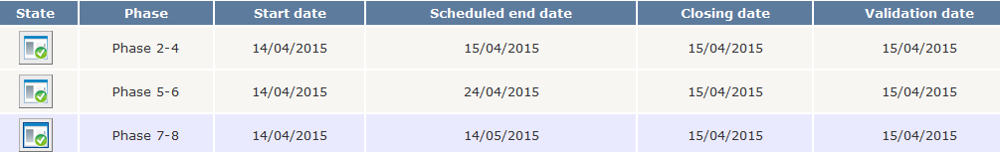 State Phase Start date Scheduled end date Closing date Validation date
Phase 2-4 14/04/2015 15/04/2015 15/04/2015 15/04/2015
Phase 5-6 14/04/2015 24/04/2015 15/04/2015 15/04/2015
Phase 7-8 14/04/2015 14/05/2015 15/04/2015 15/04/2015